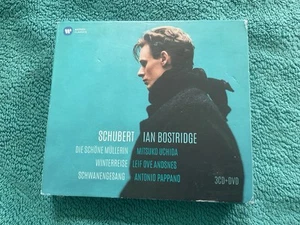 SCHUBERT IAN BOSTRIDGE
DIE SCHÖNE MÜLLERIN MITSUKO UCHIDA
WINTERREISE LEIF OVE ANDSNES
SCHWANENGESANG ANTONIO PAPPANO
3CD+DVD